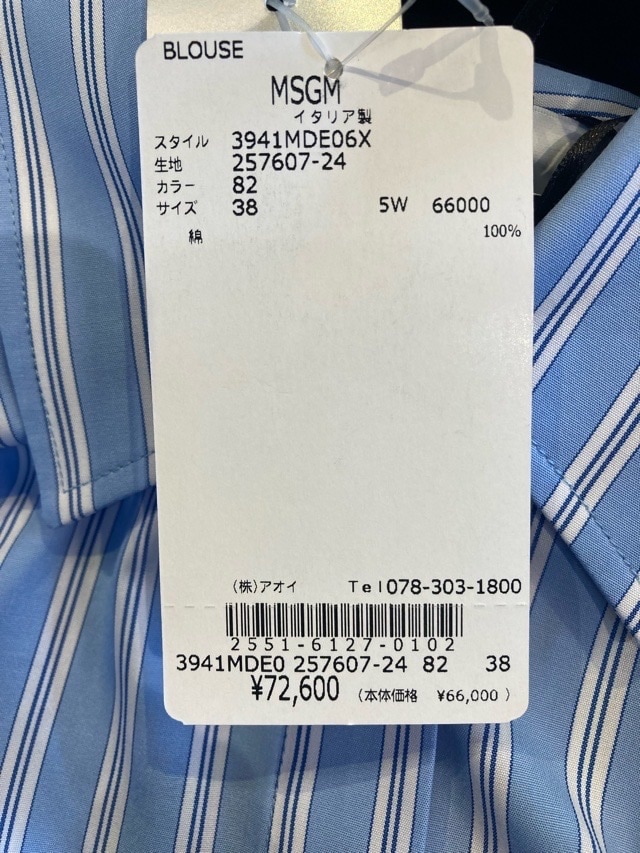 BLOUSE
MSGM
イタリア製
スタイル 3941MDE06X
生地 257607-24
カラー 82
サイズ 38 5W 66000
綿 100%
(株)アオイ Tel078-303-1800
2551-6127-0102
3941MDE0 257607-24 82 38
¥72,600 (本体価格 ¥66,000 )